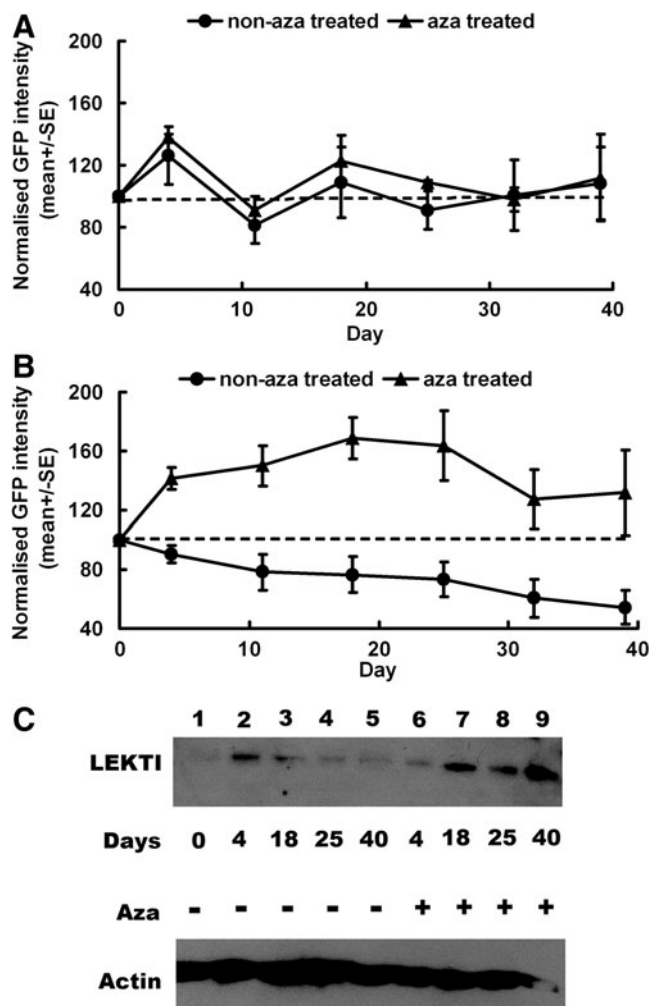 A
non-aza treated aza treated
Normalised GFP intensity
(mean+/-SE)
200
160
120
80
40
0 10 20 30 40
Day
B
non-aza treated aza treated
Normalised GFP intensity
(mean+/-SE)
200
160
120
80
40
0 10 20 30 40
Day
C
1 2 3 4 5 6 7 8 9
LEKTI
Days 0 4 18 25 40 4 18 25 40
Aza - - - - - + + + +
Actin